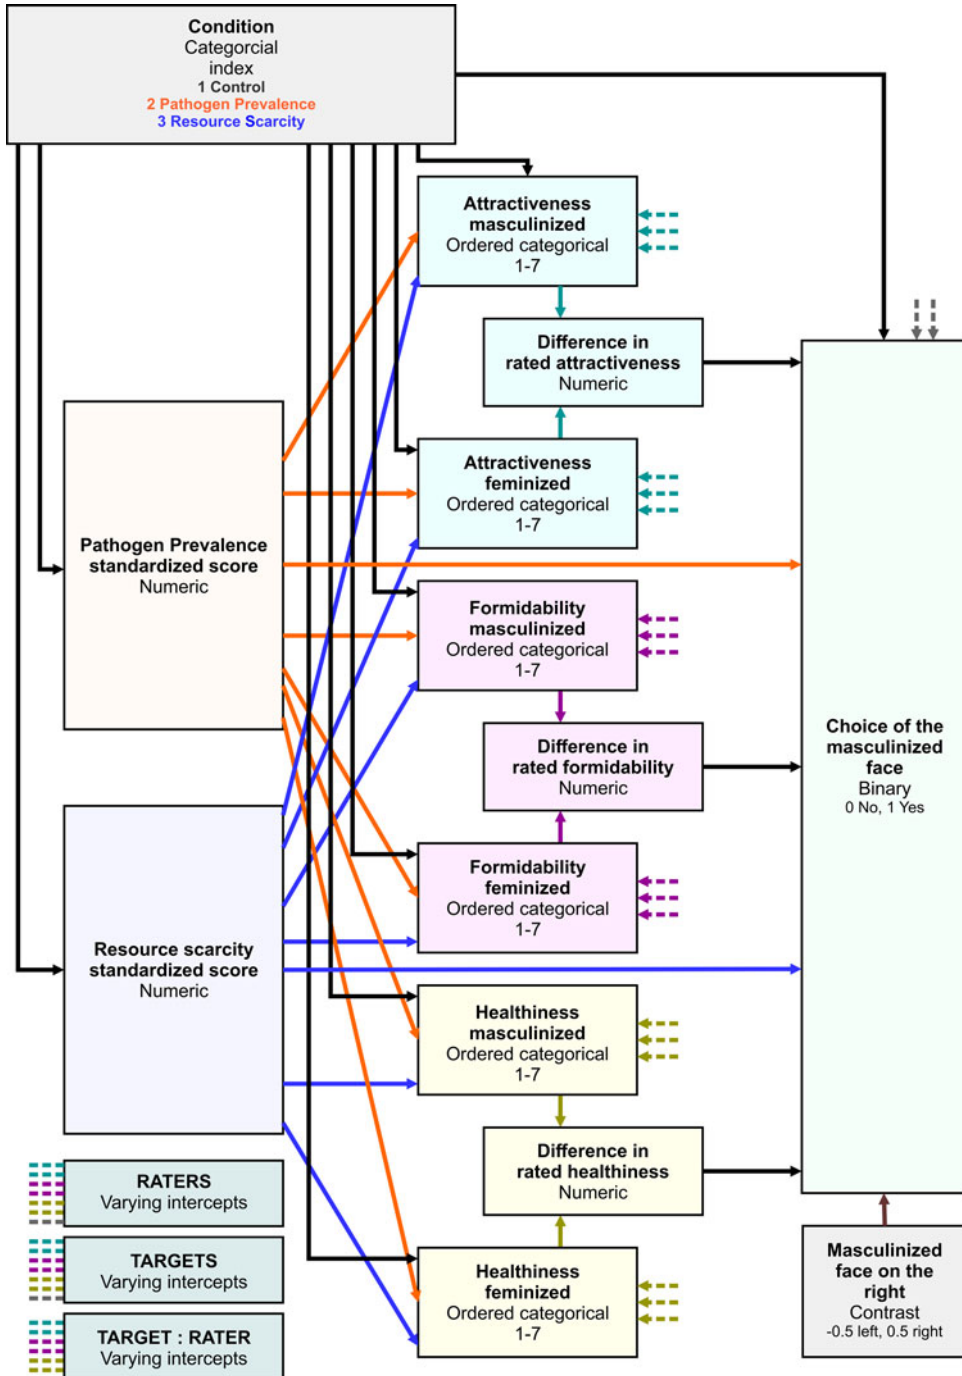 Condition
Categorcial
index
1 Control
2 Pathogen Prevalence
3 Resource Scarcity
Attractiveness
masculinized
Ordered categorical
1-7
Difference in
rated attractiveness
Numeric
Attractiveness
feminized
Ordered categorical
1-7
Pathogen Prevalence
standardized score
Numeric
Formidability
masculinized
Ordered categorical
1-7
Difference in
rated formidability
Numeric
Choice of the
masculinized
face
Binary
0 No, 1 Yes
Formidability
feminized
Ordered categorical
1-7
Resource scarcity
standardized score
Numeric
Healthiness
masculinized
Ordered categorical
1-7
Difference in
rated healthiness
Numeric
RATERS
Varying intercepts
TARGETS
Varying intercepts
TARGET : RATER
Varying intercepts
Healthiness
feminized
Ordered categorical
1-7
Masculinized
face on the
right
Contrast
-0.5 left, 0.5 right